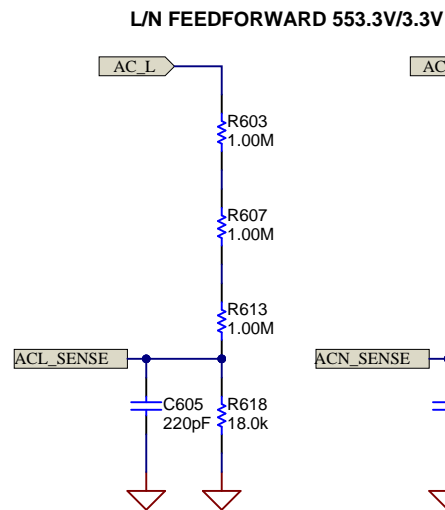 L/N FEEDFORWARD 553.3V/3.3V
AC_L
AC
R603
1.00M
R607
1.00M
R613
1.00M
ACL_SENSE
ACN_SENSE
C605
220pF
R618
18.0k